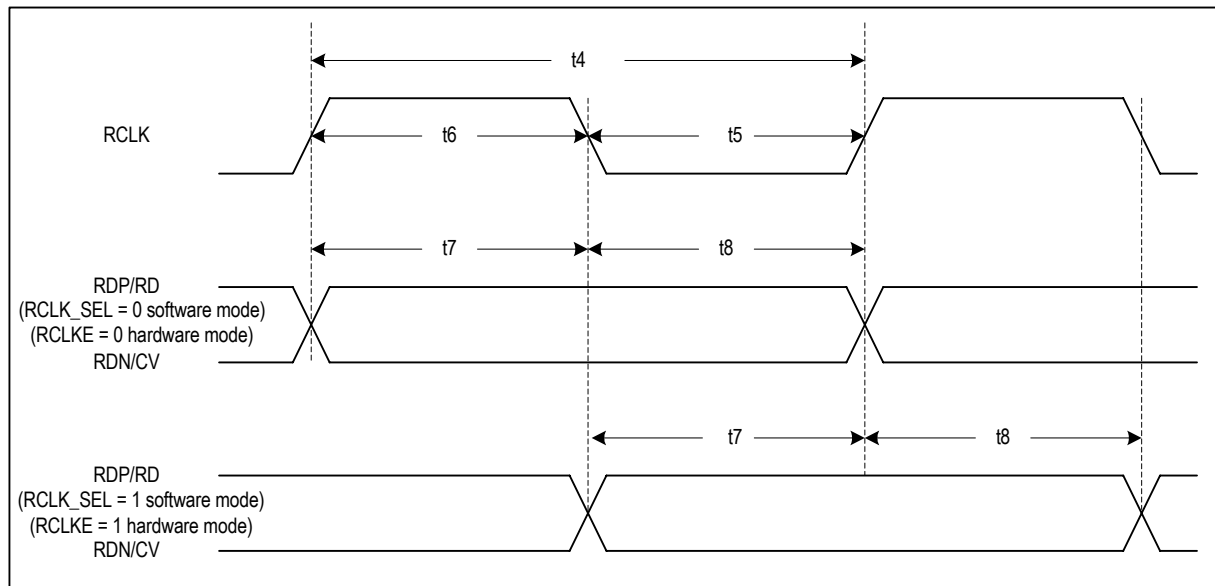 t4
RCLK
t6
t5
t7
t8
RDP/RD
(RCLK_SEL = 0 software mode)
(RCLKE = 0 hardware mode)
RDN/CV
t7
t8
RDP/RD
(RCLK_SEL = 1 software mode)
(RCLKE = 1 hardware mode)
RDN/CV